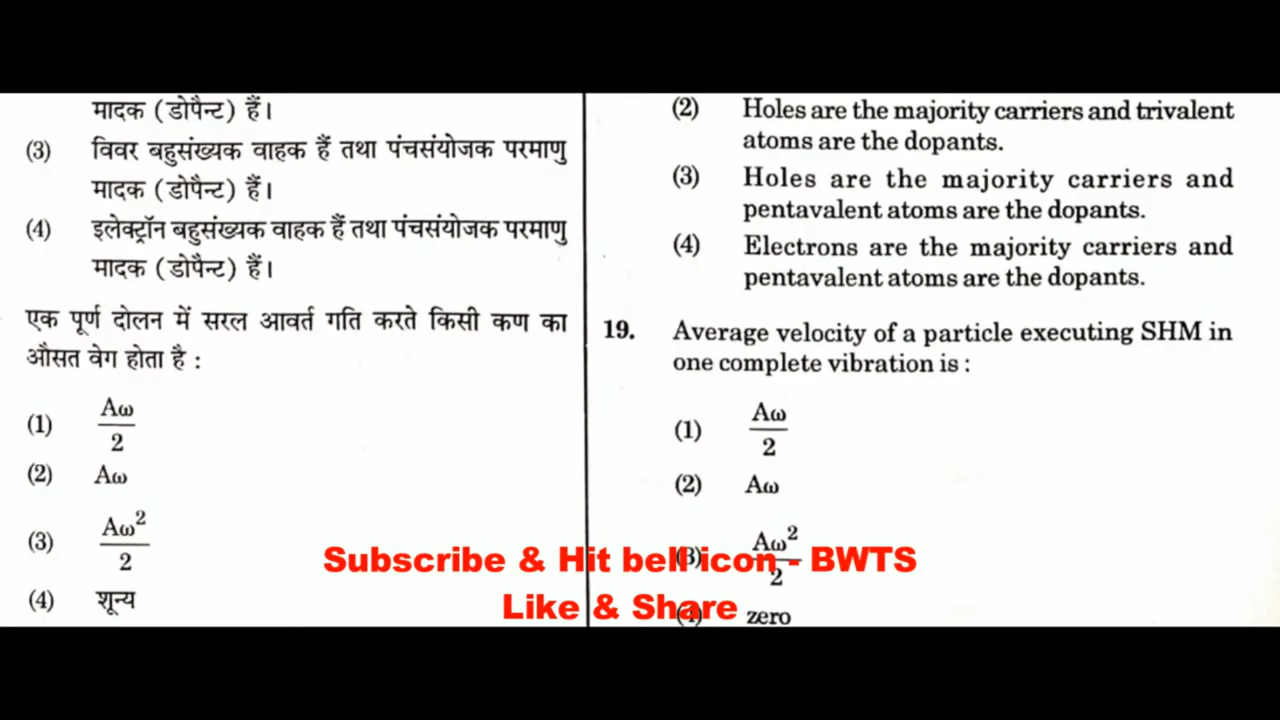 मादक (डोपैन्ट) हैं।
(3) विवर बहुसंख्यक वाहक हैं तथा पंचसंयोजक परमाणु
मादक (डोपैन्ट) हैं।
(4) इलेक्ट्रॉन बहुसंख्यक वाहक हैं तथा पंचसंयोजक परमाणु
मादक (डोपैन्ट) हैं।
एक पूर्ण दोलन में सरल आवर्त गति करते किसी कण का
औसत वेग होता है :
(1) Aω/2
(2) Aω
(3) Aω²/2
(4) शून्य
(2) Holes are the majority carriers and trivalent
atoms are the dopants.
(3) Holes are the majority carriers and
pentavalent atoms are the dopants.
(4) Electrons are the majority carriers and
pentavalent atoms are the dopants.
19. Average velocity of a particle executing SHM in
one complete vibration is :
(1) Aω/2
(2) Aω
(3) Aω²/2
(4) zero
Subscribe & Hit bell icon - BWTS
Like & Share